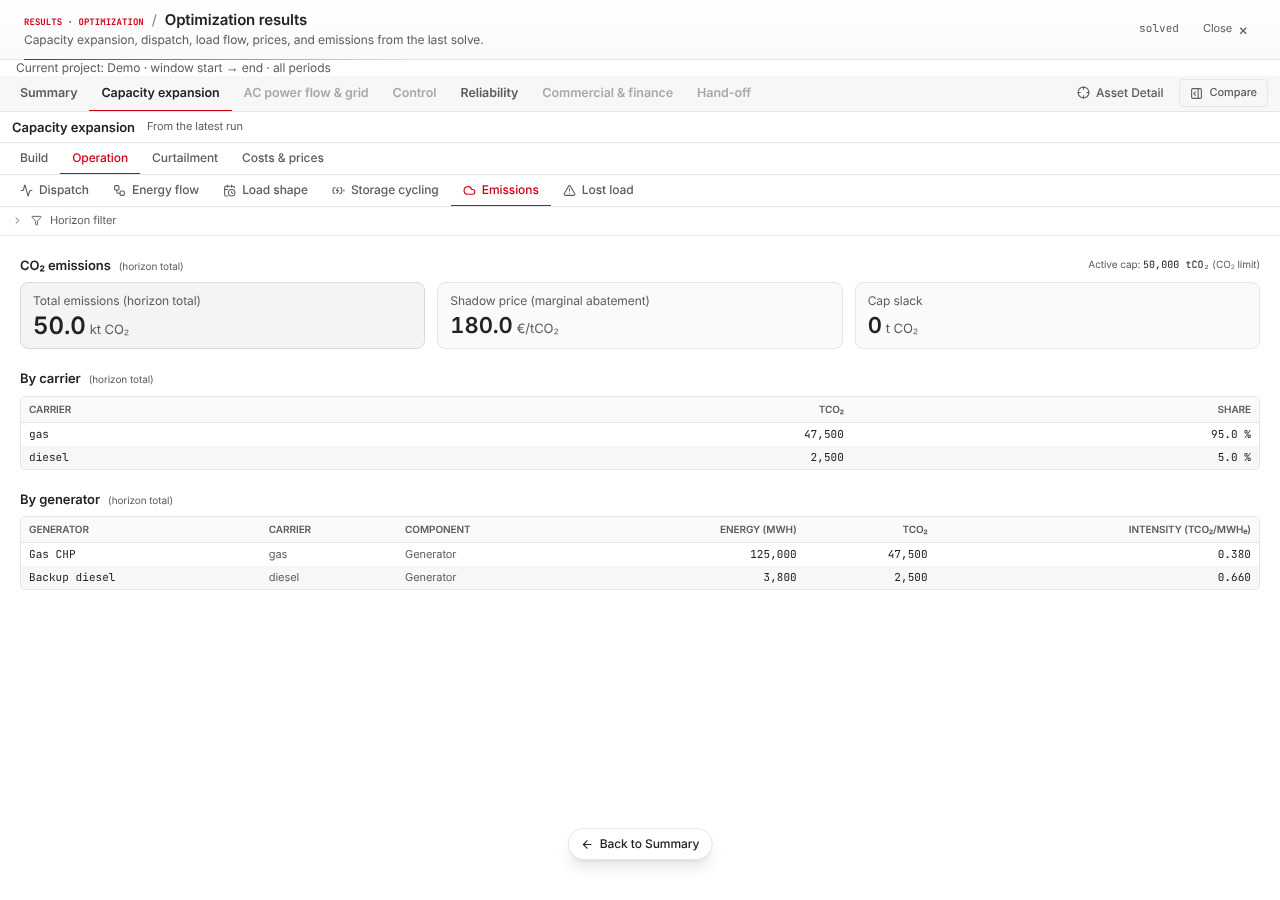 RESULTS · OPTIMIZATION / Optimization results
Capacity expansion, dispatch, load flow, prices, and emissions from the last solve.
solved Close ×
Current project: Demo · window start → end · all periods
Summary Capacity expansion AC power flow & grid Control Reliability Commercial & finance Hand-off Asset Detail Compare
Capacity expansion From the latest run
Build Operation Curtailment Costs & prices
Dispatch Energy flow Load shape Storage cycling Emissions Lost load
Horizon filter
CO₂ emissions (horizon total) Active cap: 50,000 tCO₂ (CO₂ limit)
Total emissions (horizon total) Shadow price (marginal abatement) Cap slack
50.0 kt CO₂ 180.0 €/tCO₂ 0 t CO₂
By carrier (horizon total)
CARRIER TCO₂ SHARE
gas 47,500 95.0 %
diesel 2,500 5.0 %
By generator (horizon total)
GENERATOR CARRIER COMPONENT ENERGY (MWH) TCO₂ INTENSITY (TCO₂/MWHₑ)
Gas CHP gas Generator 125,000 47,500 0.380
Backup diesel diesel Generator 3,800 2,500 0.660
← Back to Summary